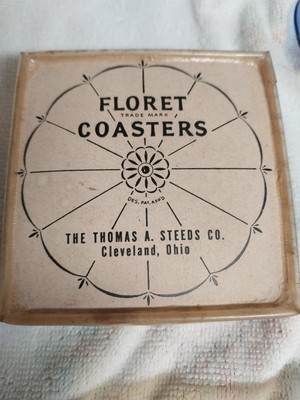 FLORET
TRADE MARK
COASTERS
DES. PAT. APP'D
THE THOMAS A. STEEDS CO.
Cleveland, Ohio